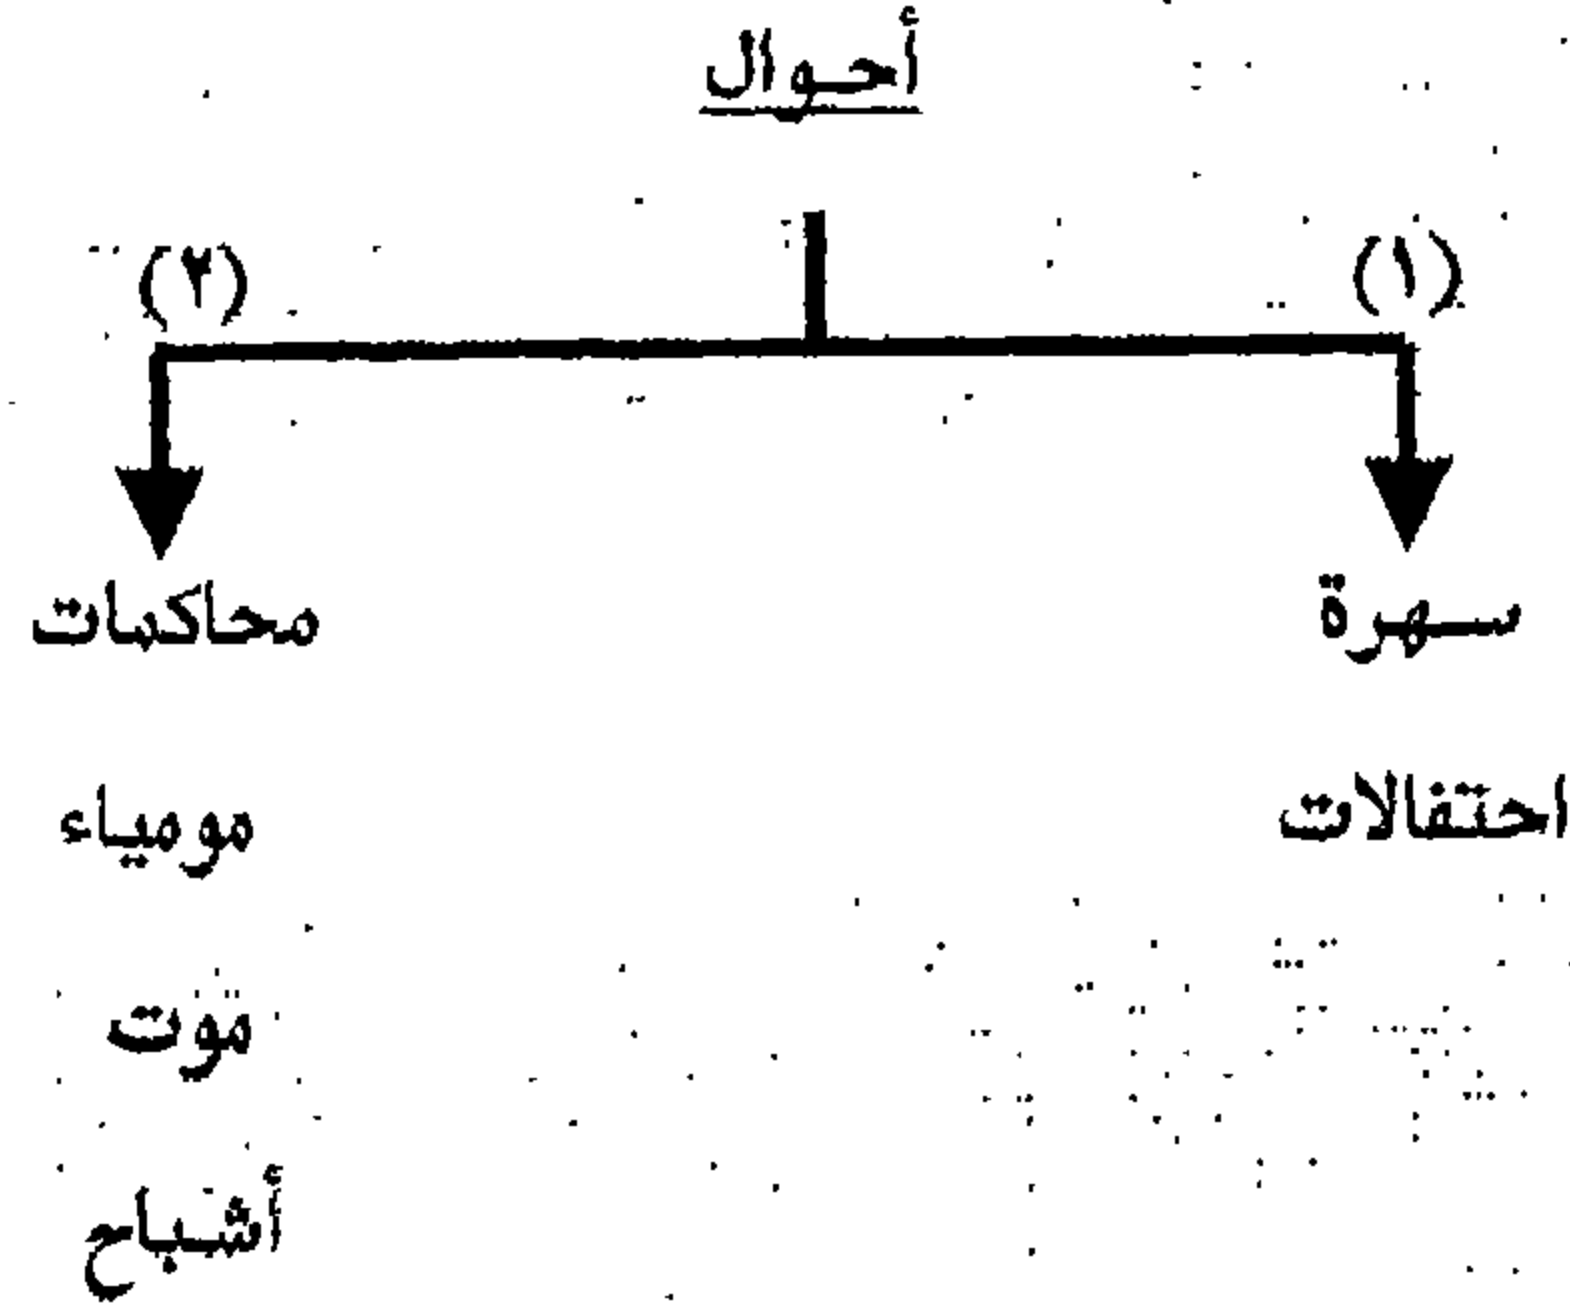 أحوال
(١) (٢)
سهرة محاكمات
احتفالات مومياء
موت
أشباح